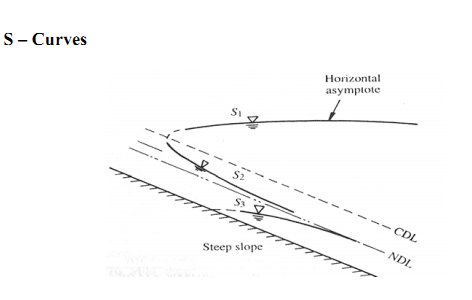 S – Curves
Horizontal
asymptote
S1
S2
S3
CDL
NDL
Steep slope